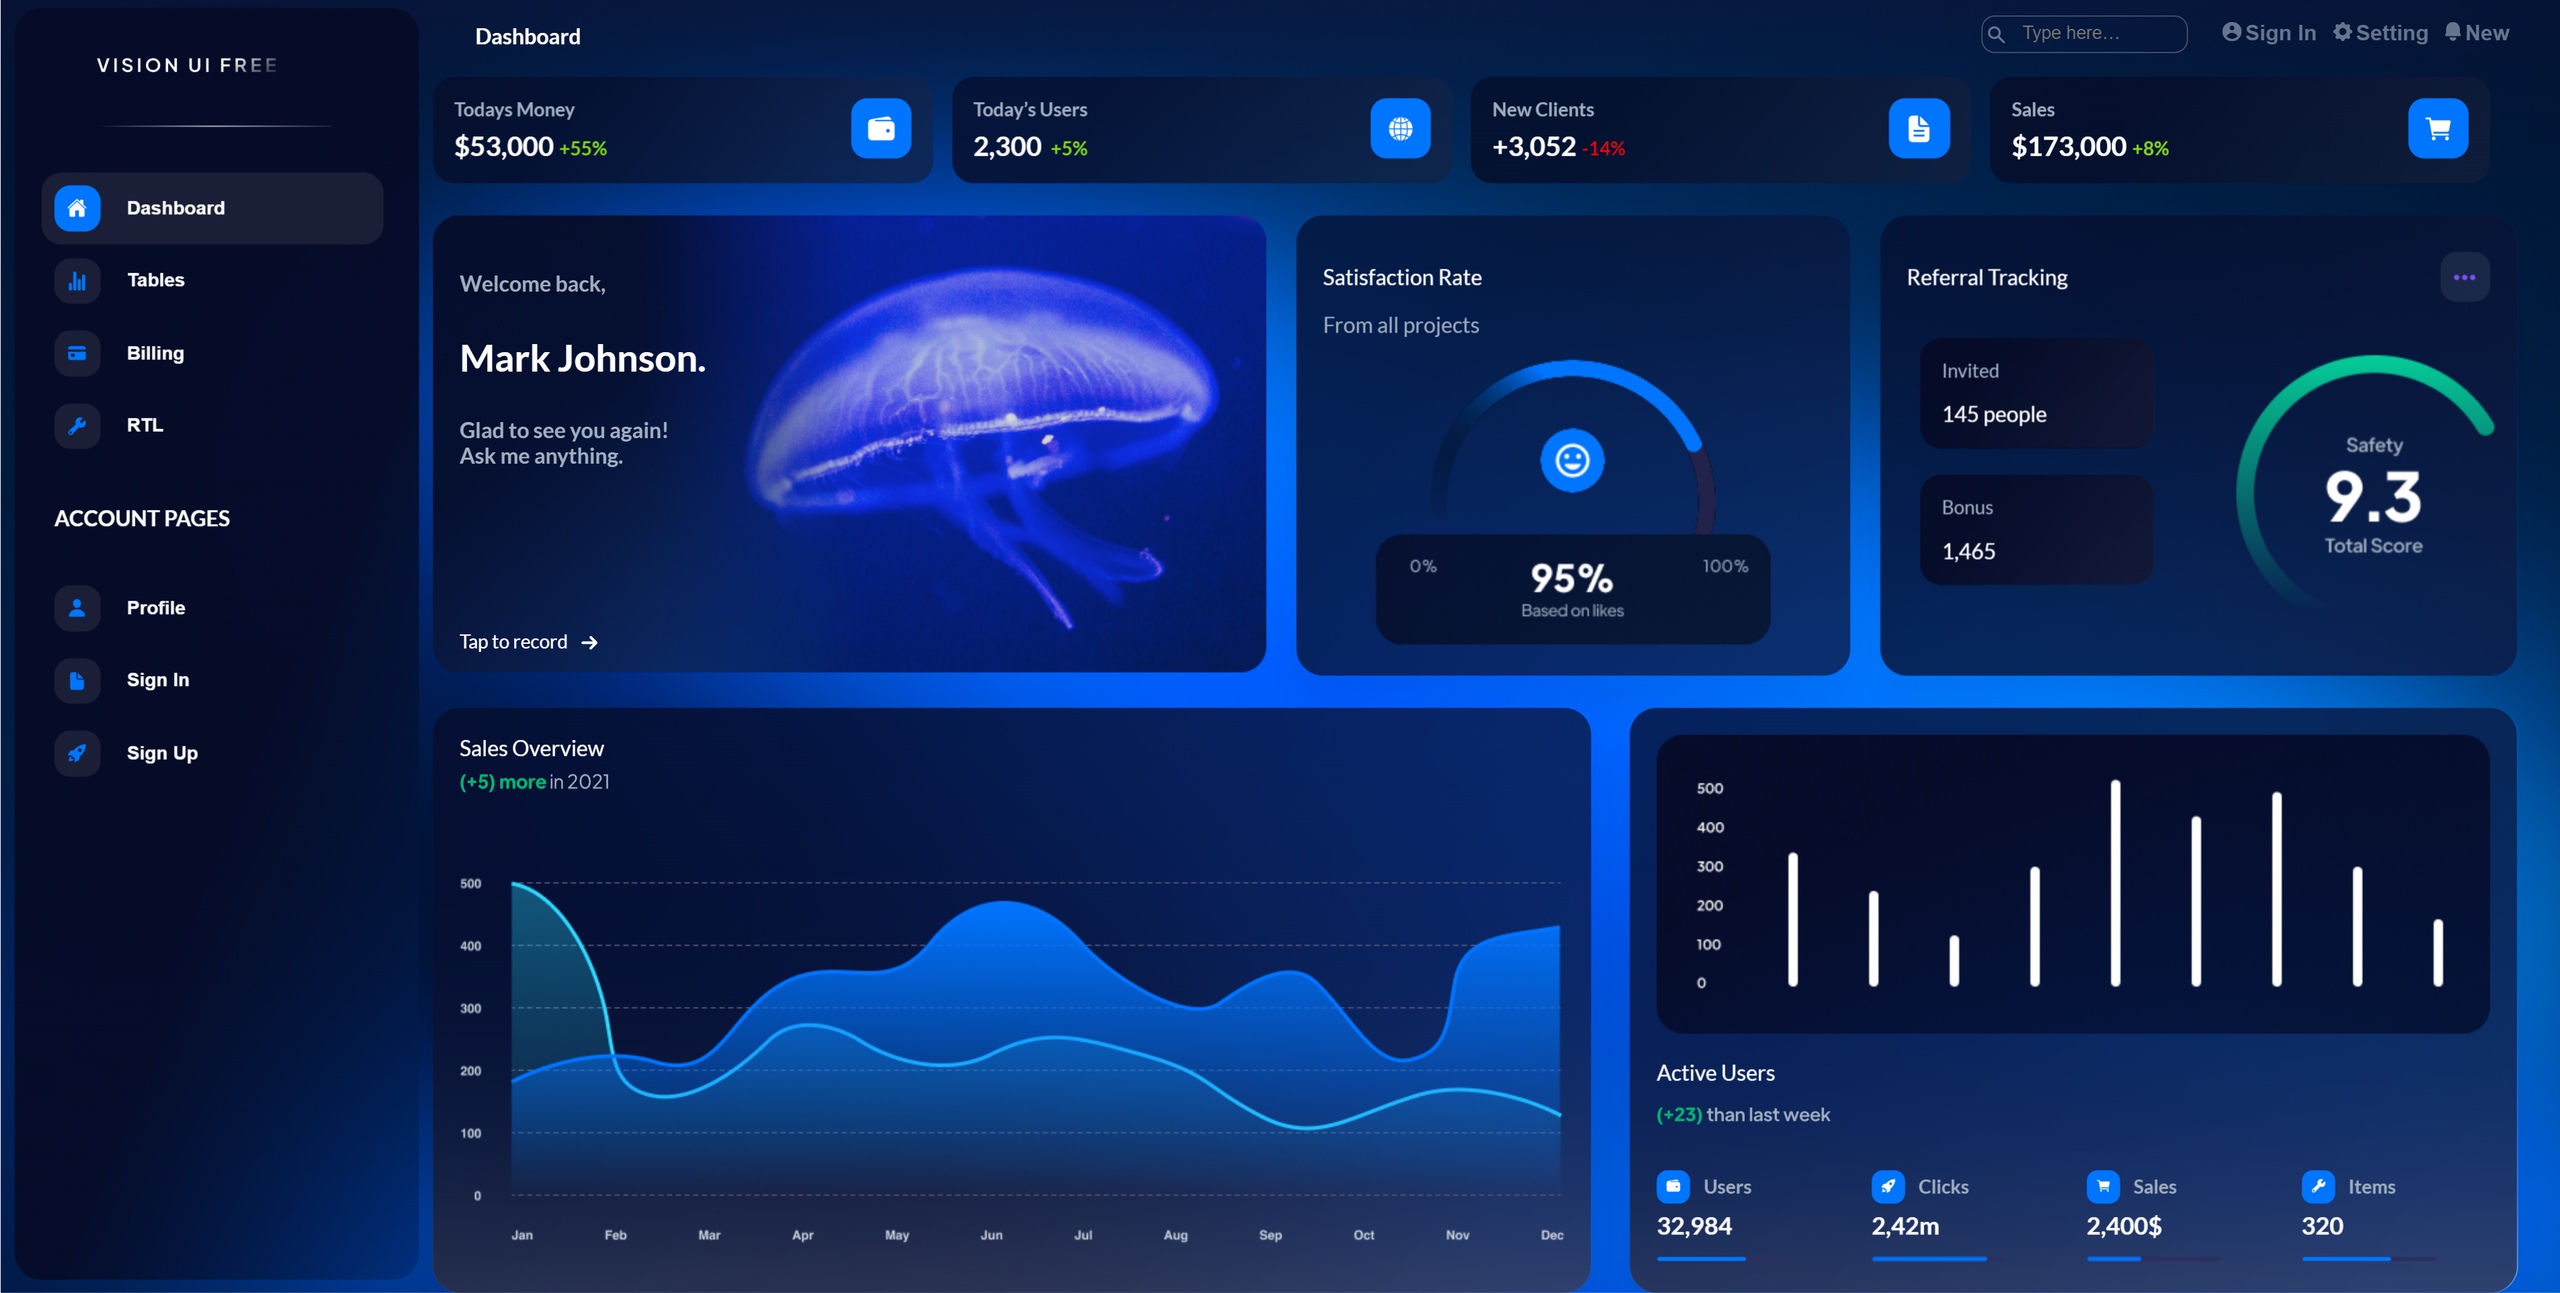 VISION UI FREE
Dashboard
Tables
Billing
RTL
ACCOUNT PAGES
Profile
Sign In
Sign Up
Dashboard
Type here...
Sign In
Setting
New
Todays Money
$53,000 +55%
Today's Users
2,300 +5%
New Clients
+3,052 -14%
Sales
$173,000 +8%
Welcome back,
Mark Johnson.
Glad to see you again!
Ask me anything.
Tap to record
Satisfaction Rate
From all projects
0%
95%
100%
Based on likes
Referral Tracking
Invited
145 people
Bonus
1,465
Safety
9.3
Total Score
Sales Overview
(+5) more in 2021
500
400
300
200
100
0
Jan Feb Mar Apr May Jun Jul Aug Sep Oct Nov Dec
500
400
300
200
100
0
Active Users
(+23) than last week
Users
32,984
Clicks
2,42m
Sales
2,400$
Items
320